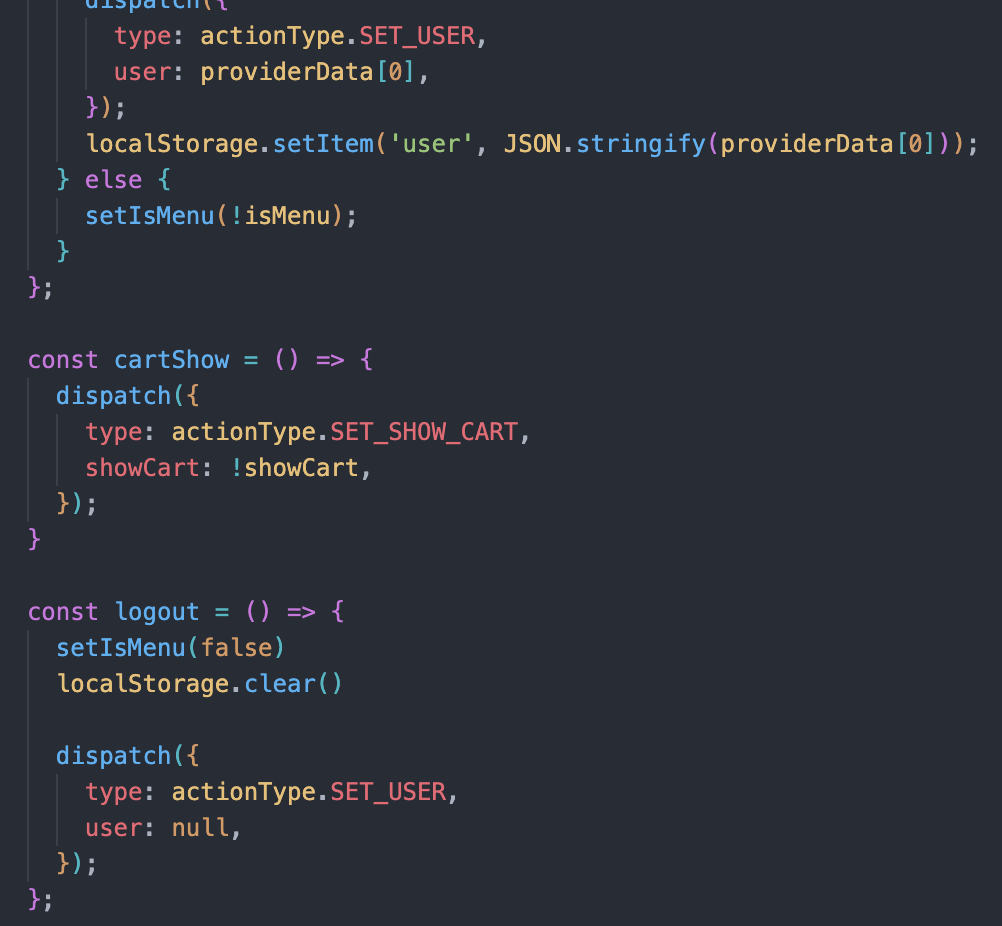 dispatch({
type: actionType.SET_USER,
user: providerData[0],
});
localStorage.setItem('user', JSON.stringify(providerData[0]));
} else {
setIsMenu(!isMenu);
}
};
const cartShow = () => {
dispatch({
type: actionType.SET_SHOW_CART,
showCart: !showCart,
});
}
const logout = () => {
setIsMenu(false)
localStorage.clear()
dispatch({
type: actionType.SET_USER,
user: null,
});
};